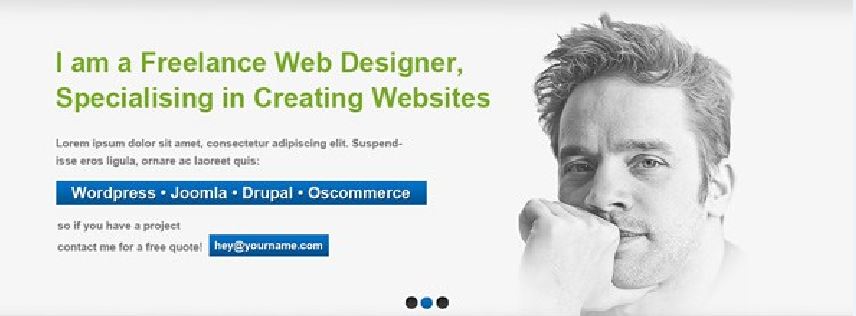 I am a Freelance Web Designer,
Specialising in Creating Websites
Lorem ipsum dolor sit amet, consectetur adipiscing elit. Suspend-
isse eros ligula, ornare ac laoreet quis:
Wordpress • Joomla • Drupal • Oscommerce
so if you have a project
contact me for a free quote! hey@yourname.com